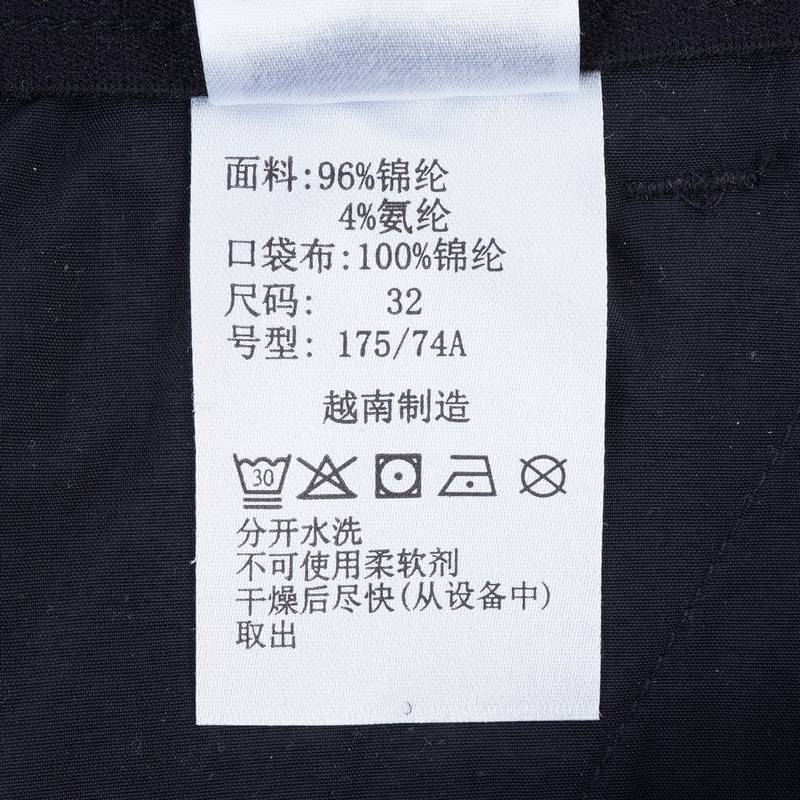 面料:96%锦纶
4%氨纶
口袋布:100%锦纶
尺码: 32
号型: 175/74A
越南制造
30
分开水洗
不可使用柔软剂
干燥后尽快(从设备中)
取出